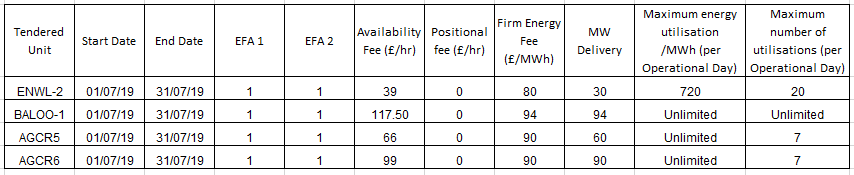 Tendered Unit	Start Date	End Date	EFA 1	EFA 2	Availability Fee (£/hr)	Positional fee (£/hr)	Firm Energy Fee (£/MWh)	MW Delivery	Maximum energy utilisation /MWh (per Operational Day)	Maximum number of utilisations (per Operational Day)
ENWL-2	01/07/19	31/07/19	1	1	39	0	80	30	720	20
BALOO-1	01/07/19	31/07/19	1	1	117.50	0	94	94	Unlimited	Unlimited
AGCR5	01/07/19	31/07/19	1	1	66	0	90	60	Unlimited	7
AGCR6	01/07/19	31/07/19	1	1	99	0	90	90	Unlimited	7